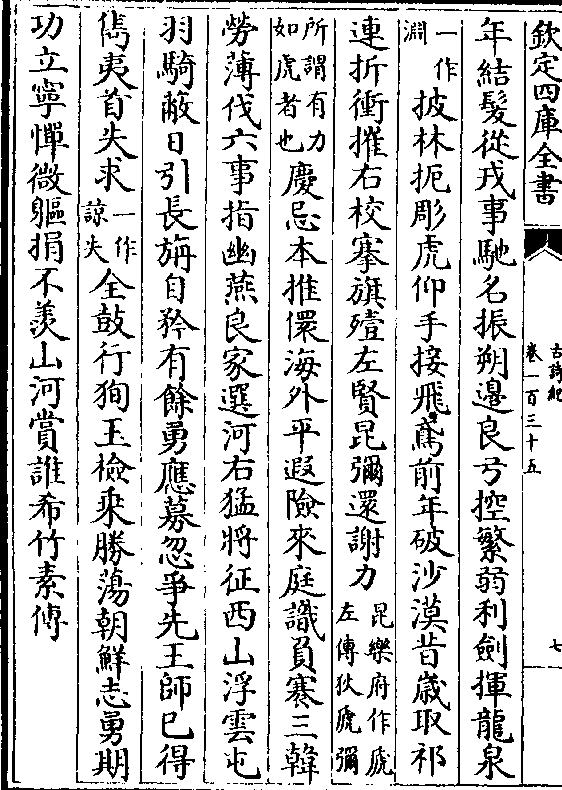 欽定四庫全書
古詩紀
卷一百三十五
七
年結髮從戎事馳名振朔邊良弓控繁弱利劍揮龍泉
一作
淵
披林扼彫虎仰手接飛鳶前年破沙漠昔歲取祁
連折衝摧右校搴旗殪左賢昆彌還謝力
昆樂府作虒
左傳狄虒彌
所謂有力
如虎者也
慶忌本推儇海外平遐險來庭識負褰三韓
勞薄伐六事指幽燕良家選河右猛將征西山浮雲屯
羽騎蔽日引長旃自矜有餘勇應募忽爭先王師已得
雋夷首失求
一作
諒失
全鼓行狥玉檢乘勝蕩朝鮮志勇期
功立寧憚微軀捐不羨山河賞誰希竹素傳